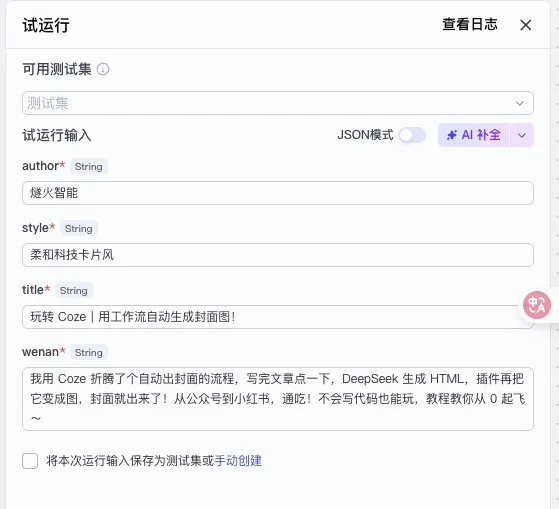 试运行
查看日志
可用测试集
测试集
试运行输入
JSON模式
AI 补全
author* String
燧火智能
style* String
柔和科技卡片风
title* String
玩转 Coze｜用工作流自动生成封面图！
wenan* String
我用 Coze 折腾了个自动出封面的流程，写完文章点一下，DeepSeek 生成 HTML，插件再把
它变成图，封面就出来了！从公众号到小红书，通吃！不会写代码也能玩，教程教你从 0 起飞
～
将本次运行输入保存为测试集或手动创建